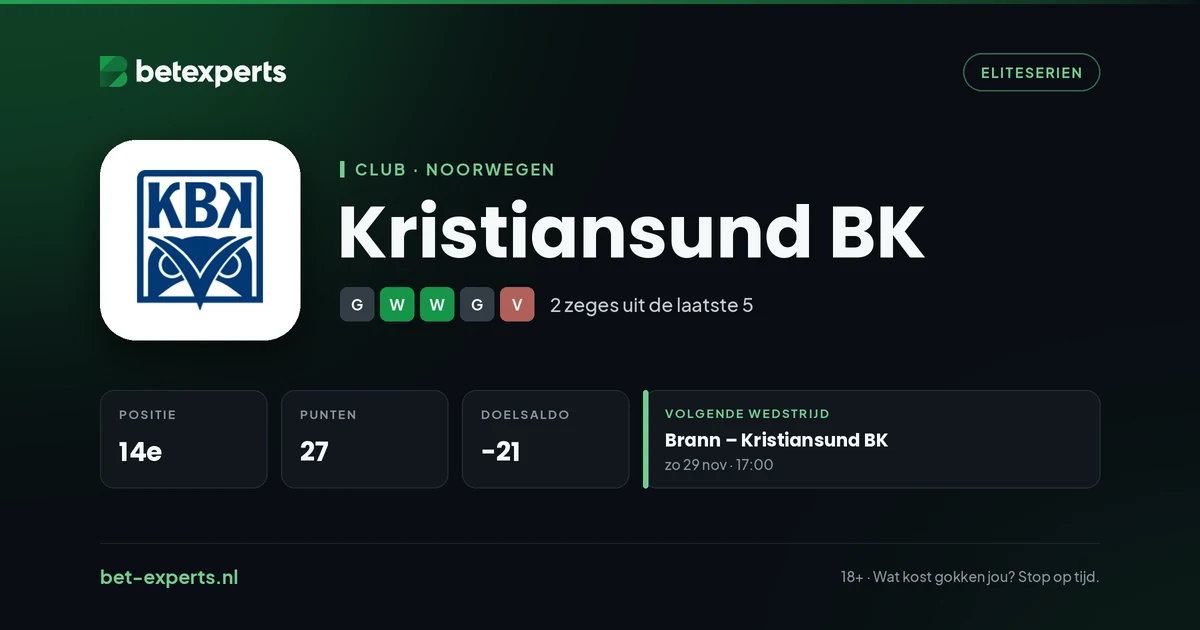 betexperts
ELITESERIEN
KBK
CLUB · NOORWEGEN
Kristiansund BK
G W W G V 2 zeges uit de laatste 5
POSITIE
14e
PUNTEN
27
DOELSALDO
-21
VOLGENDE WEDSTRIJD
Brann – Kristiansund BK
zo 29 nov · 17:00
bet-experts.nl
18+ · Wat kost gokken jou? Stop op tijd.